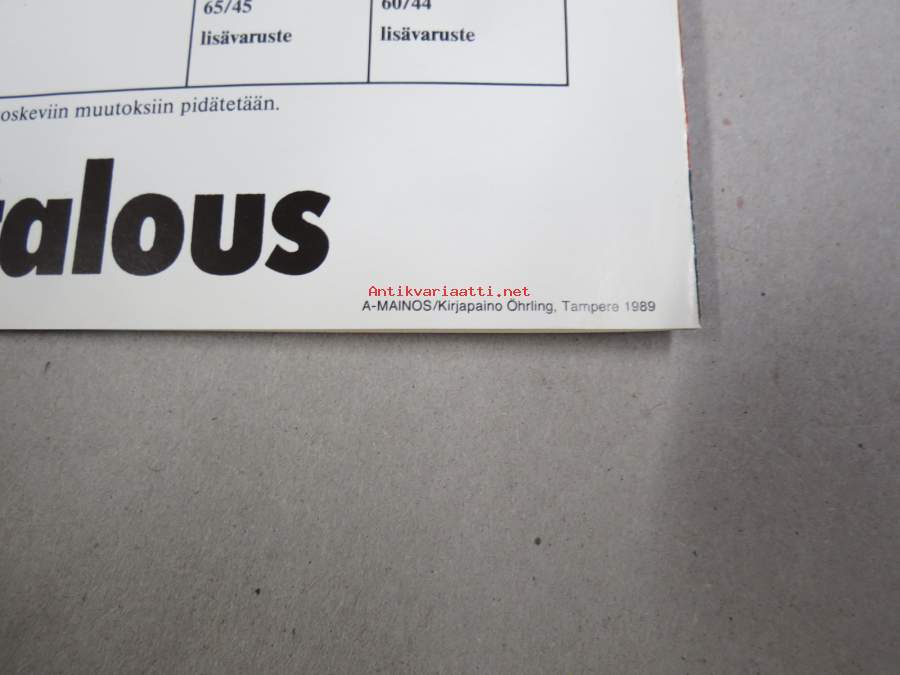 65/45 60/44
lisävaruste lisävaruste
oskeviin muutoksiin pidätetään.
alous
Antikvariaatti.net
A-MAINOS/Kirjapaino Öhrling, Tampere 1989